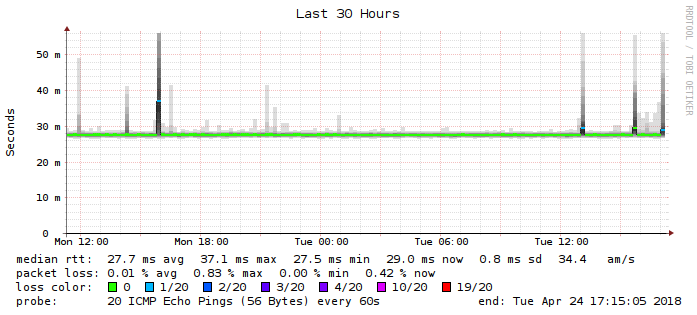 Last 30 Hours
RRDTOOL / TOBI OETIKER
Seconds
50 m
40 m
30 m
20 m
10 m
0
Mon 12:00 Mon 18:00 Tue 00:00 Tue 06:00 Tue 12:00
median rtt: 27.7 ms avg 37.1 ms max 27.5 ms min 29.0 ms now 0.8 ms sd 34.4 am/s
packet loss: 0.01 % avg 0.83 % max 0.00 % min 0.42 % now
loss color: 0 1/20 2/20 3/20 4/20 10/20 19/20
probe: 20 ICMP Echo Pings (56 Bytes) every 60s end: Tue Apr 24 17:15:05 2018